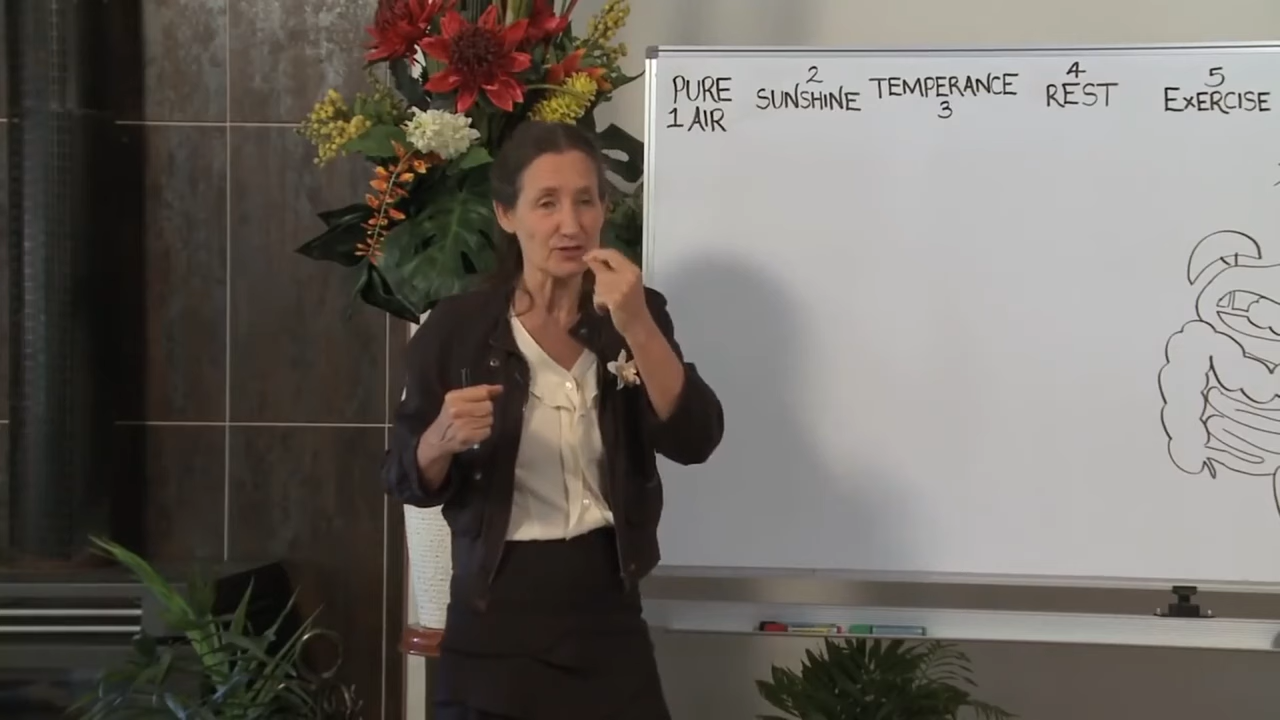 PURE
1 AIR
2
SUNSHINE
TEMPERANCE
3
4
REST
5
EXERCISE